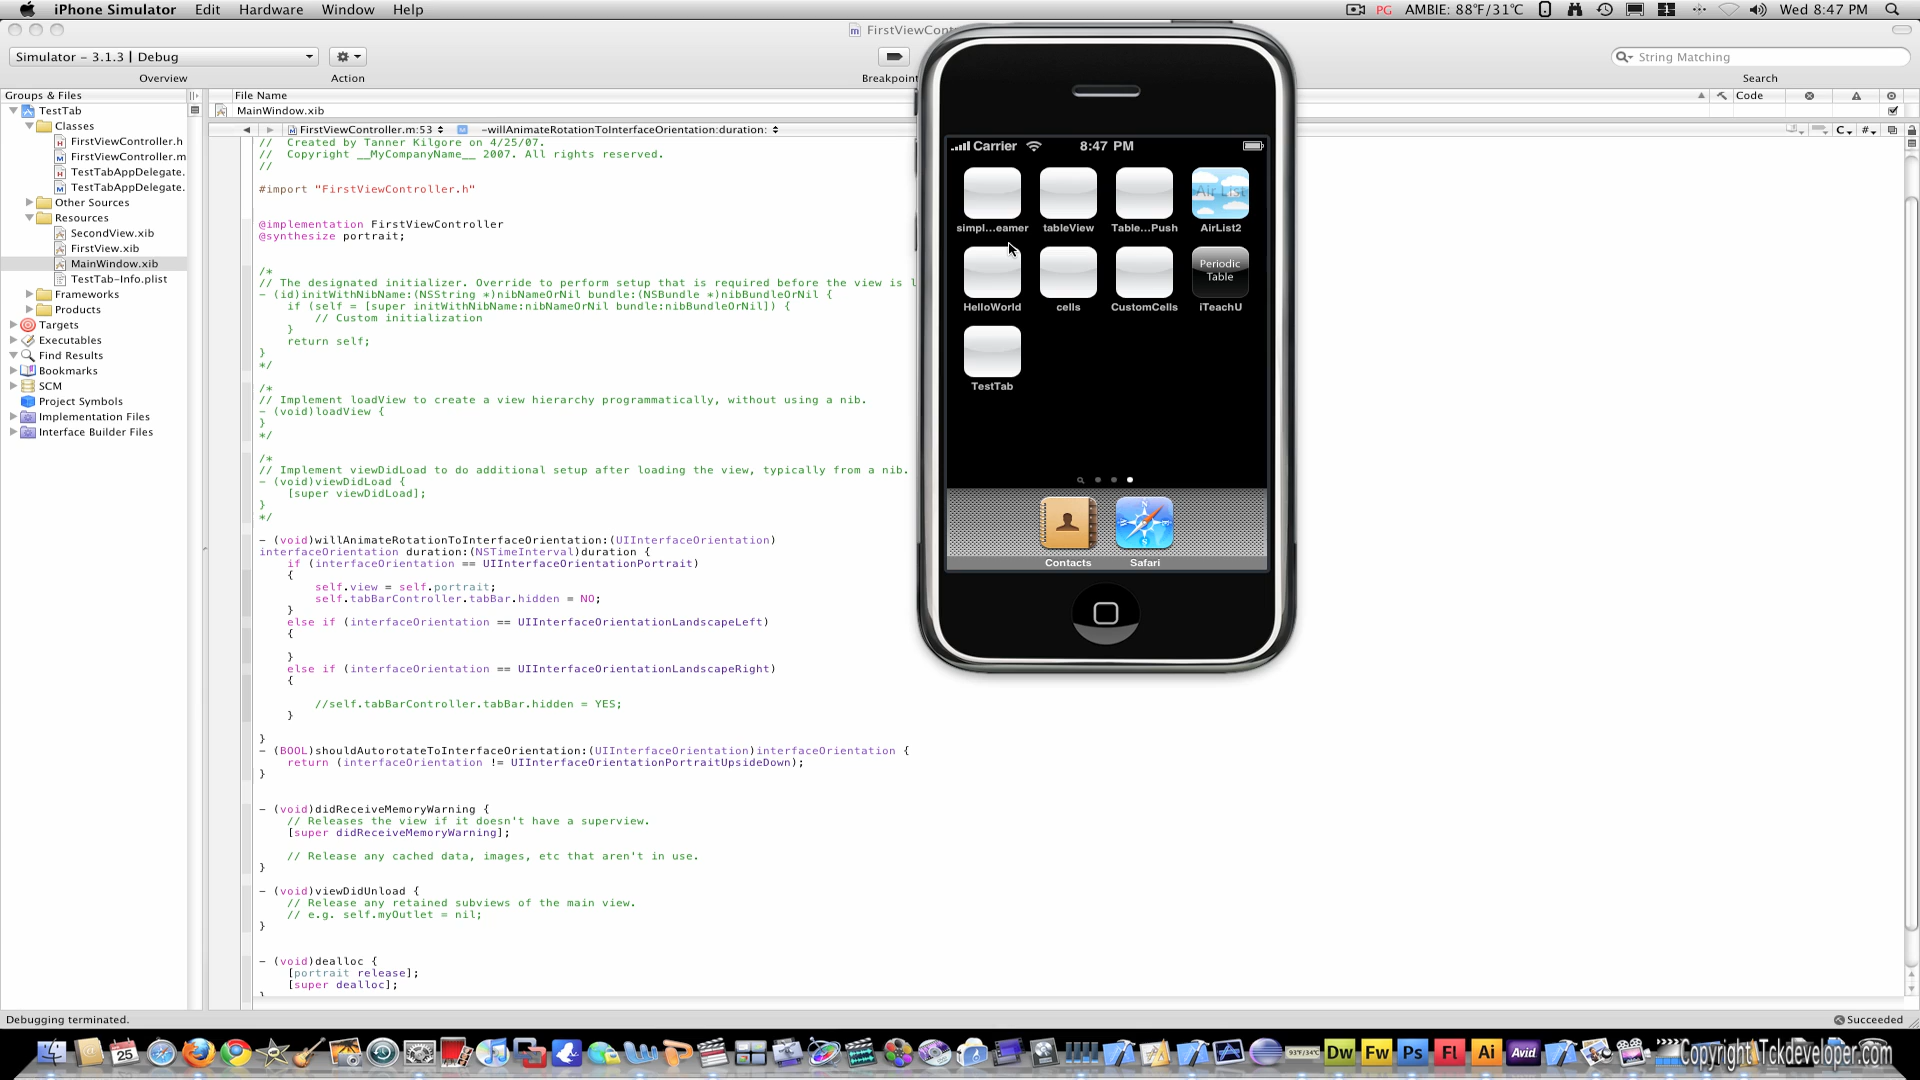 iPhone Simulator Edit Hardware Window Help
PG AMBIE: 88°F/31°C Wed 8:47 PM
Simulator – 3.1.3 | Debug
Overview Action Breakpoint String Matching Search
Groups & Files File Name Code
TestTab MainWindow.xib
FirstViewController.m:53 -willAnimateRotationToInterfaceOrientation:duration:
Classes
FirstViewController.h
FirstViewController.m
TestTabAppDelegate.
TestTabAppDelegate.
Other Sources
Resources
SecondView.xib
FirstView.xib
MainWindow.xib
TestTab-Info.plist
Frameworks
Products
Targets
Executables
Find Results
Bookmarks
SCM
Project Symbols
Implementation Files
Interface Builder Files
// Created by Tanner Kilgore on 4/25/07.
// Copyright __MyCompanyName__ 2007. All rights reserved.
//
#import "FirstViewController.h"
@implementation FirstViewController
@synthesize portrait;
/*
// The designated initializer. Override to perform setup that is required before the view is l
- (id)initWithNibName:(NSString *)nibNameOrNil bundle:(NSBundle *)nibBundleOrNil {
if (self = [super initWithNibName:nibNameOrNil bundle:nibBundleOrNil]) {
// Custom initialization
}
return self;
}
*/
/*
// Implement loadView to create a view hierarchy programmatically, without using a nib.
- (void)loadView {
}
*/
/*
// Implement viewDidLoad to do additional setup after loading the view, typically from a nib.
- (void)viewDidLoad {
[super viewDidLoad];
}
*/
- (void)willAnimateRotationToInterfaceOrientation:(UIInterfaceOrientation)
interfaceOrientation duration:(NSTimeInterval)duration {
if (interfaceOrientation == UIInterfaceOrientationPortrait)
{
self.view = self.portrait;
self.tabBarController.tabBar.hidden = NO;
}
else if (interfaceOrientation == UIInterfaceOrientationLandscapeLeft)
{
}
else if (interfaceOrientation == UIInterfaceOrientationLandscapeRight)
{
//self.tabBarController.tabBar.hidden = YES;
}
}
- (BOOL)shouldAutorotateToInterfaceOrientation:(UIInterfaceOrientation)interfaceOrientation {
return (interfaceOrientation != UIInterfaceOrientationPortraitUpsideDown);
}
- (void)didReceiveMemoryWarning {
// Releases the view if it doesn't have a superview.
[super didReceiveMemoryWarning];
// Release any cached data, images, etc that aren't in use.
}
- (void)viewDidUnload {
// Release any retained subviews of the main view.
// e.g. self.myOutlet = nil;
}
- (void)dealloc {
[portrait release];
[super dealloc];
Carrier 8:47 PM
Air List
simpl...eamer tableView Table...Push AirList2
Periodic
Table
HelloWorld cells CustomCells iTeachU
TestTab
Contacts Safari
Debugging terminated. Succeeded
25 93°F/34°C Dw Fw Ps Fl Ai Avid
Copyright Tckdeveloper.com